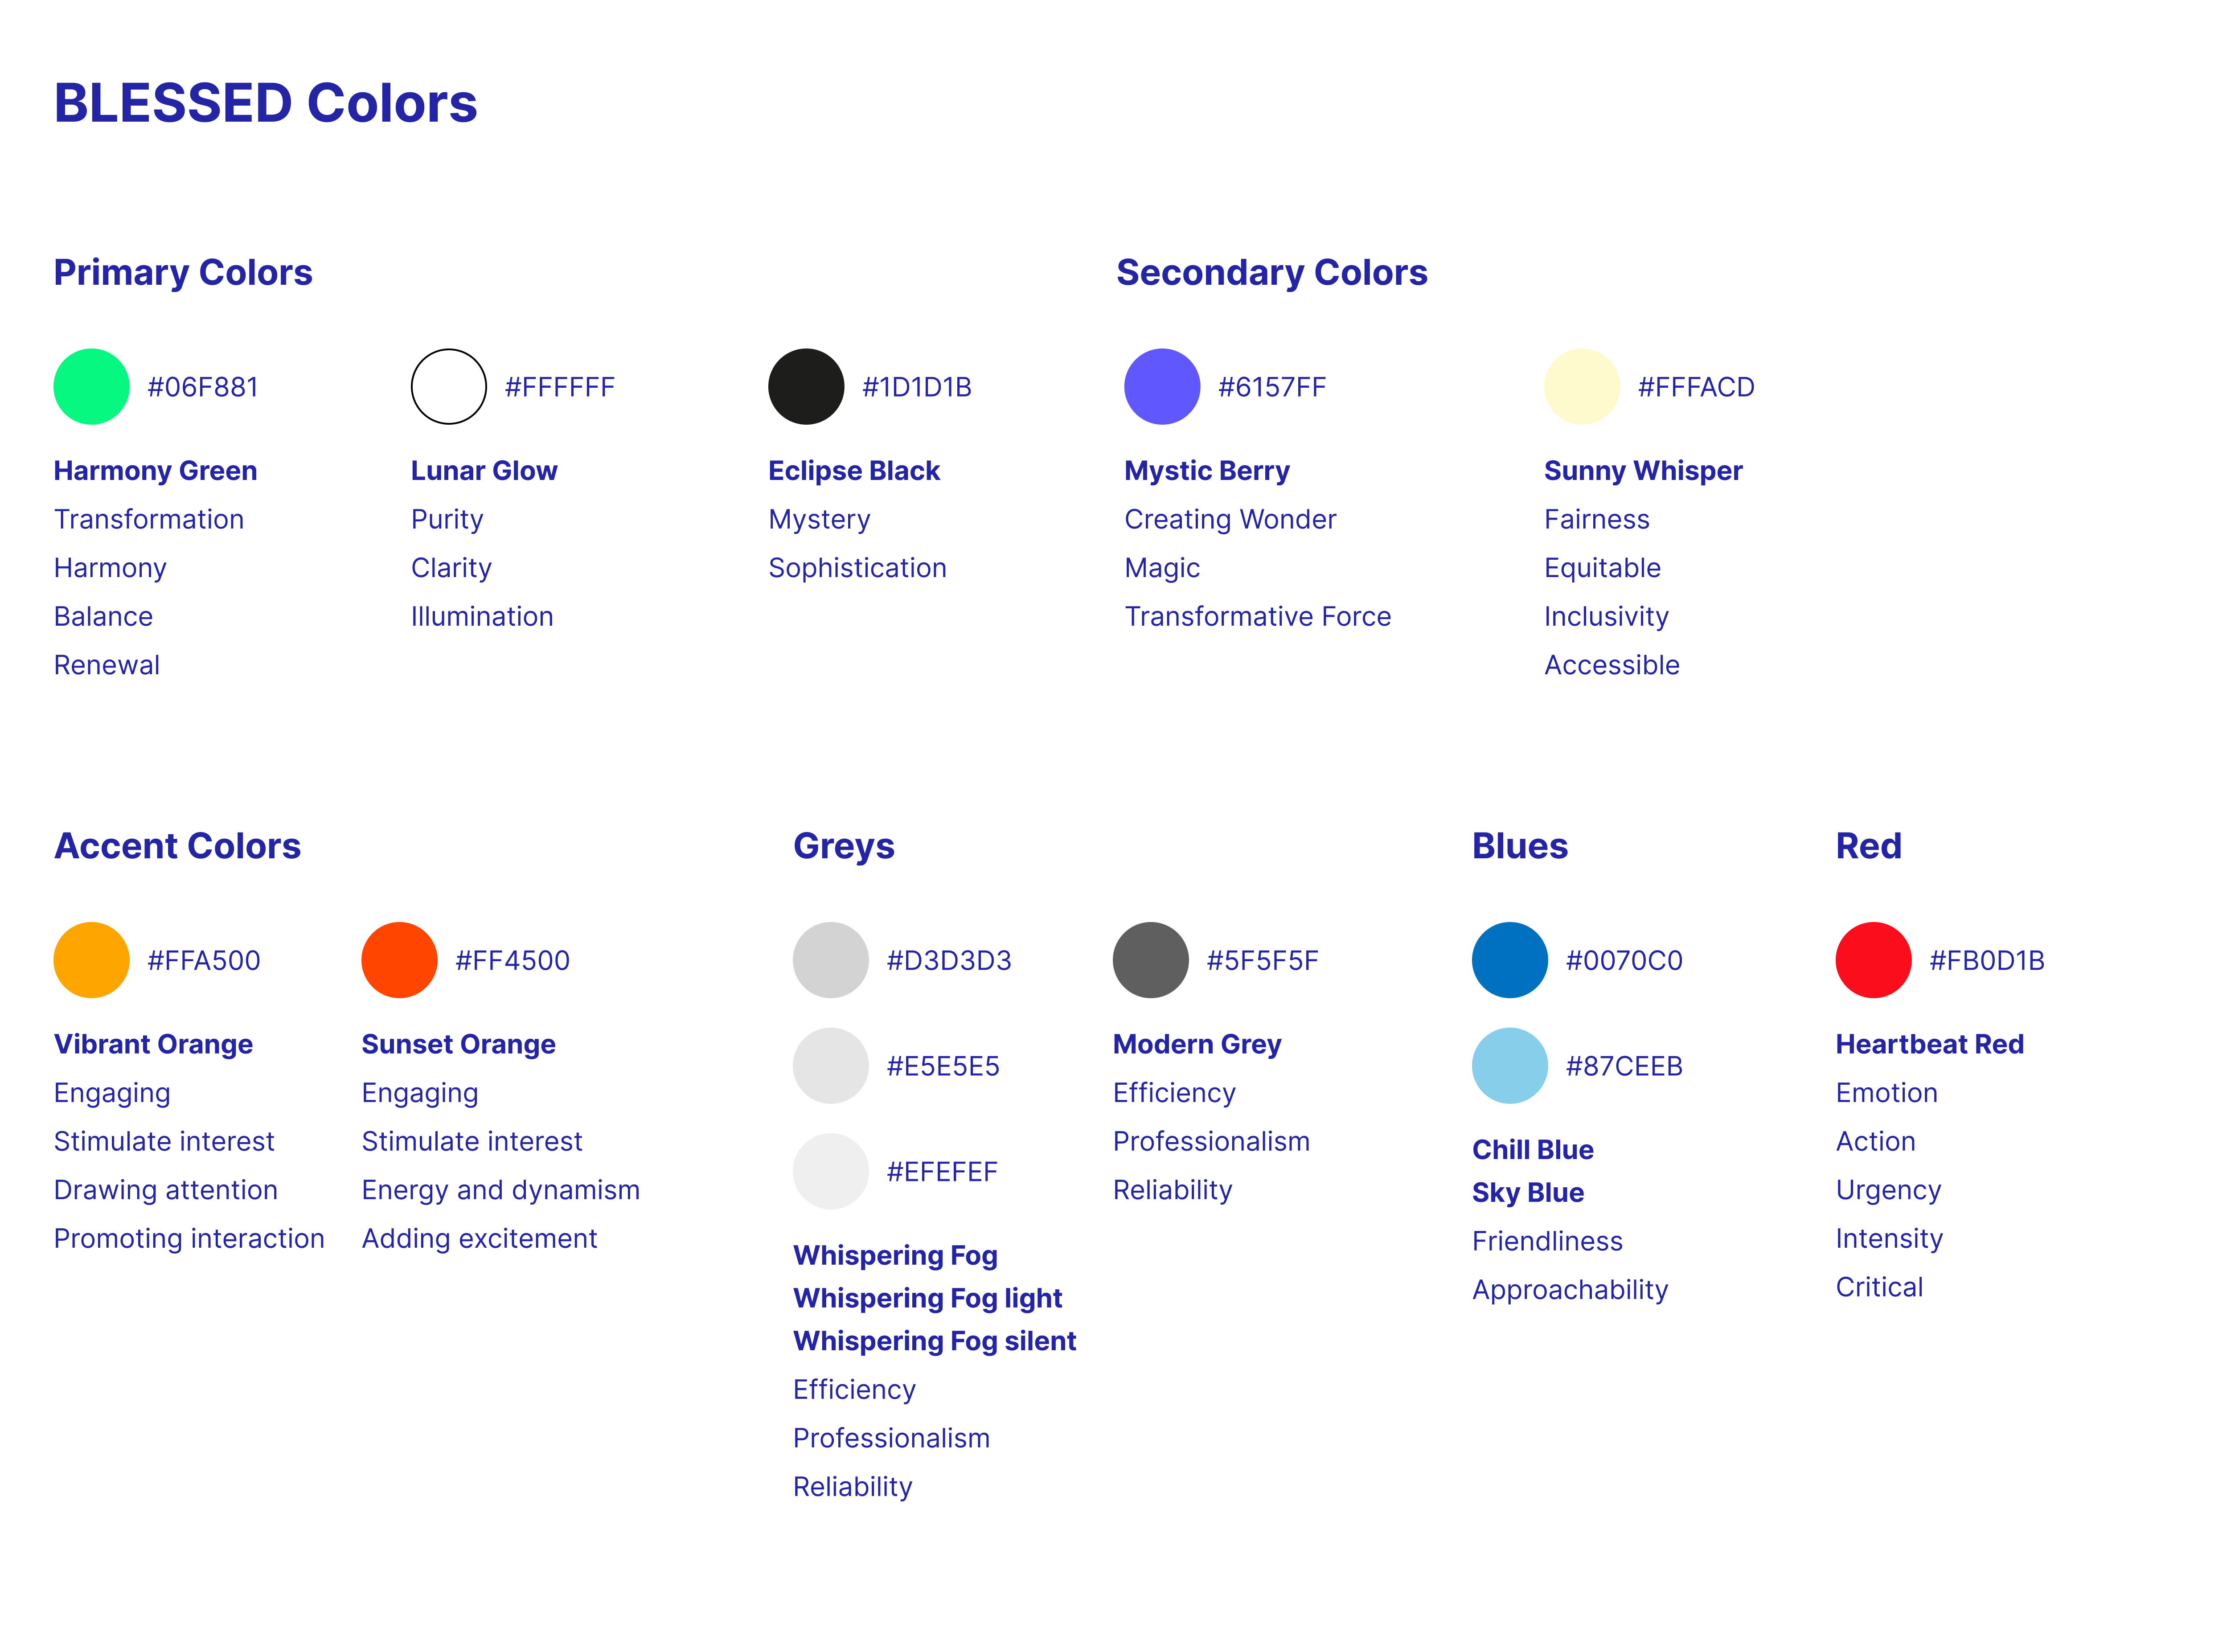 BLESSED Colors
Primary Colors
#06F881
Harmony Green
Transformation
Harmony
Balance
Renewal
#FFFFFF
Lunar Glow
Purity
Clarity
Illumination
#1D1D1B
Eclipse Black
Mystery
Sophistication
Secondary Colors
#6157FF
Mystic Berry
Creating Wonder
Magic
Transformative Force
#FFFACD
Sunny Whisper
Fairness
Equitable
Inclusivity
Accessible
Accent Colors
#FFA500
Vibrant Orange
Engaging
Stimulate interest
Drawing attention
Promoting interaction
#FF4500
Sunset Orange
Engaging
Stimulate interest
Energy and dynamism
Adding excitement
Greys
#D3D3D3
#E5E5E5
#EFEFEF
Whispering Fog
Whispering Fog light
Whispering Fog silent
Efficiency
Professionalism
Reliability
#5F5F5F
Modern Grey
Efficiency
Professionalism
Reliability
Blues
#0070C0
#87CEEB
Chill Blue
Sky Blue
Friendliness
Approachability
Red
#FB0D1B
Heartbeat Red
Emotion
Action
Urgency
Intensity
Critical